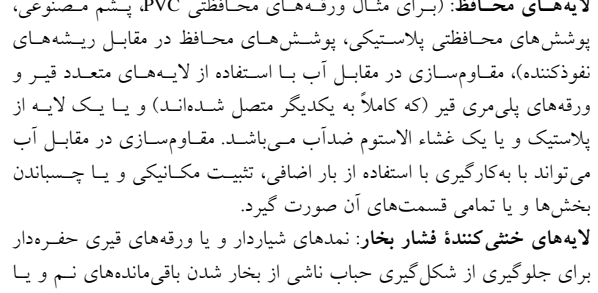 لایه‌های محافظ: (برای مثال ورقه‌های محافظتی PVC، پشم مصنوعی،
پوشش‌های محافظتی پلاستیکی، پوشش‌های محافظ در مقابل ریشه‌های
نفوذکننده)، مقاوم‌سازی در مقابل آب با استفاده از لایه‌های متعدد قیر و
ورقه‌های پلی‌مری قیر (که کاملاً به یکدیگر متصل شده‌اند) و یا یک لایه از
پلاستیک و یا یک غشاء الاستوم ضدآب می‌باشد. مقاوم‌سازی در مقابل آب
می‌تواند با به‌کارگیری با استفاده از بار اضافی، تثبیت مکانیکی و یا چسباندن
بخش‌ها و یا تمامی قسمت‌های آن صورت گیرد.
لایه‌های خنثی‌کنندهٔ فشار بخار: نمدهای شیاردار و یا ورقه‌های قیری حفره‌دار
برای جلوگیری از شکل‌گیری حباب ناشی از بخار شدن باقی‌مانده‌های نم و یا